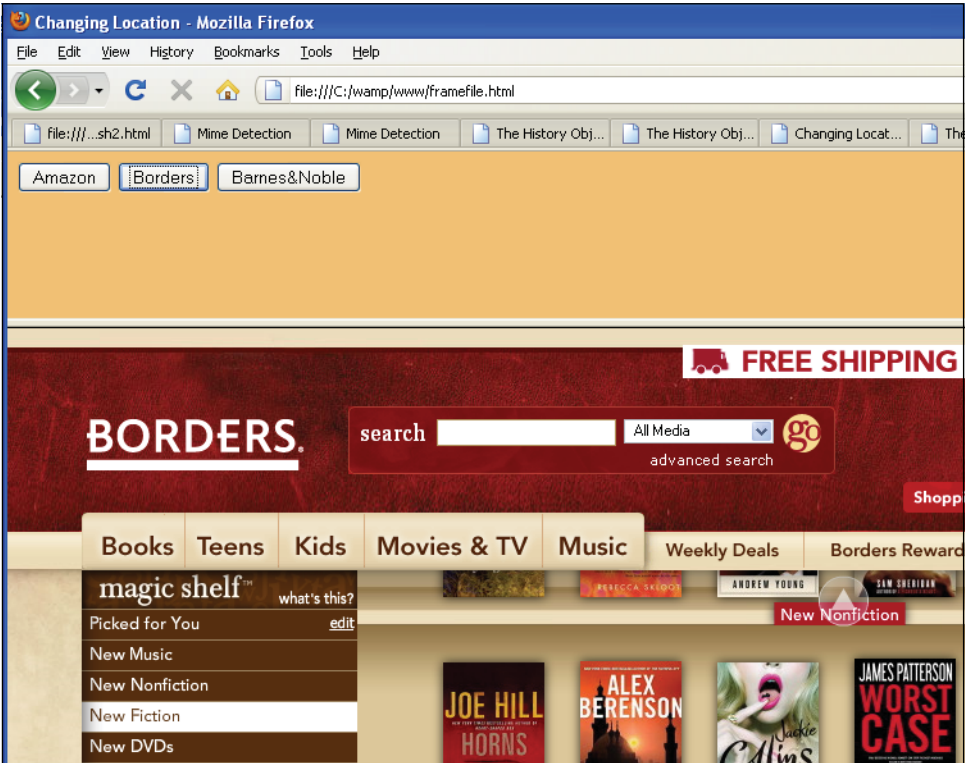 Changing Location - Mozilla Firefox
File Edit View History Bookmarks Tools Help
file:///C:/wamp/www/framefile.html
file:///...sh2.html Mime Detection Mime Detection The History Obj... The History Obj... Changing Locat... The
Amazon Borders Barnes&Noble
FREE SHIPPING
BORDERS.
search All Media go
advanced search
Shoppi
Books Teens Kids Movies & TV Music Weekly Deals Borders Reward
magic shelf™ what's this?
REBECCA SKLOOT ANDREW YOUNG SAM SHERIDAN
Picked for You edit
New Nonfiction
New Music
New Nonfiction
New Fiction
New DVDs
JOE HILL
HORNS
ALEX
BERENSON
Jackie
Collins
JAMES PATTERSON
WORST
CASE